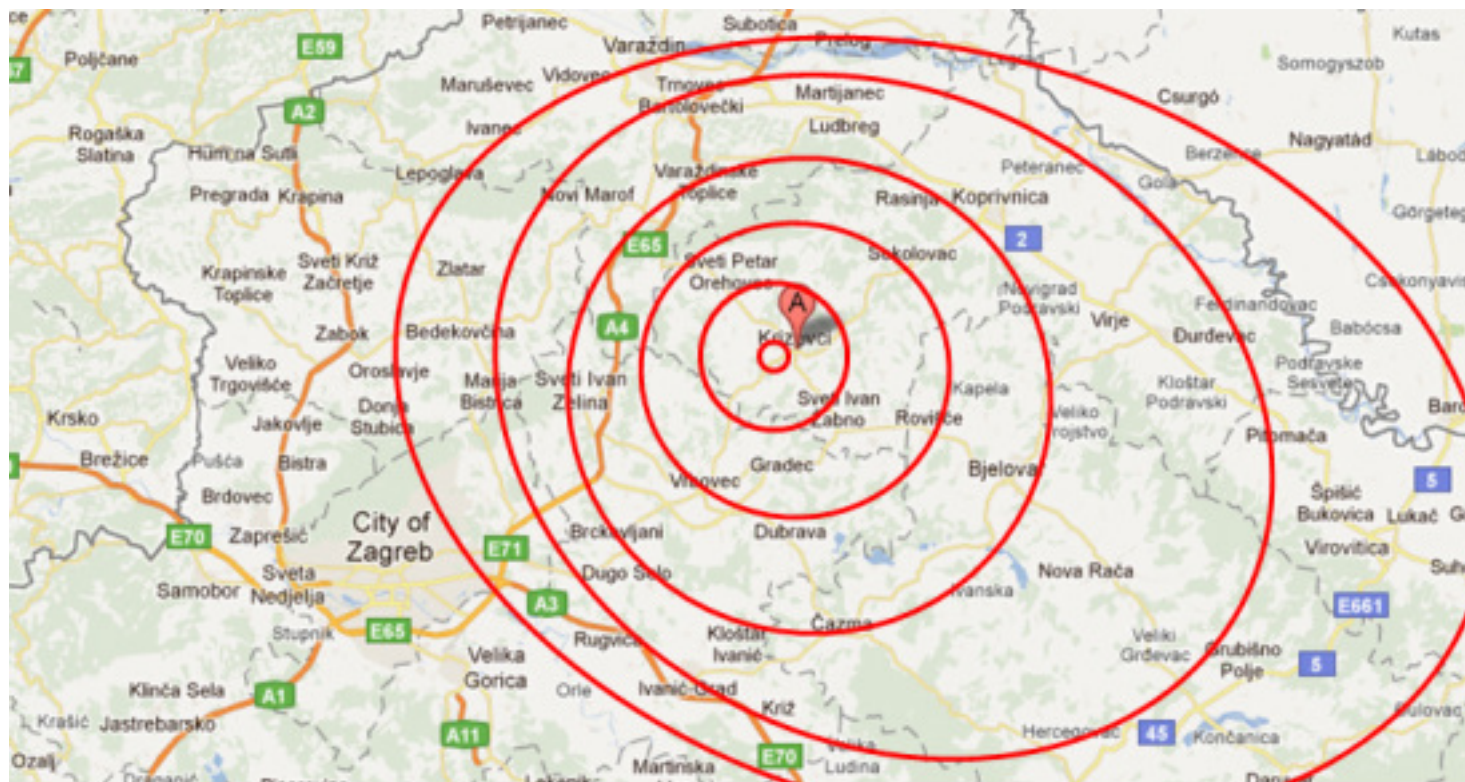 Petrijanec
Subotica
Kutas
E59
Varaždin
Prelog
Legrad
Poljčane
Somogyszob
Vidovec
Maruševec
Trnovec
Bartolovečki
Martijanec
Csurgó
A2
Ivanec
Ludbreg
Nagyatád
Rogaška
Slatina
Hum na Sutli
Berzence
Lábod
Lepoglava
Varaždinske
Toplice
Peteranec
Gola
Pregrada
Krapina
Novi Marof
Rasinja
Koprivnica
Görgeteg
E65
2
Sveti Križ
Začretje
Zlatar
Sveti Petar
Orehovec
Sokolovac
Krapinske
Toplice
Csokonyavis
Novigrad
Podravski
Ferdinandovac
A
Zabok
Bedekovčina
A4
Križevci
Virje
Đurđevec
Babócsa
Veliko
Trgovišće
Oroslavje
Marija
Bistrica
Sveti Ivan
Zelina
Kapela
Kloštar
Podravski
Podravske
Sesvete
Krsko
Jakovlje
Donja
Stubica
Sveti Ivan
Žabno
Rovišće
Veliko
Trojstvo
Pitomača
Brežice
Pušća
Bistra
Gradec
Bjelova
5
Brdovec
Vrbovec
Špišić
Bukovica
Lukač
City of
Zagreb
E70
Zaprešić
E71
Brckovljani
Dubrava
Virovitica
Sveta
Nedjelja
Samobor
Dugo Selo
Nova Rača
Ivanska
A3
E661
Stupnik
E65
Rugvica
Kloštar
Ivanić
Čazma
Veliki
Grđevac
Grubišno
Polje
5
Velika
Gorica
Klinča Sela
A1
Orle
Ivanić-Grad
Križ
Krašić
Jastrebarsko
A11
Hercegovac
45
Končanica
Ozalj
E70
Velika
Ludina
Martinska